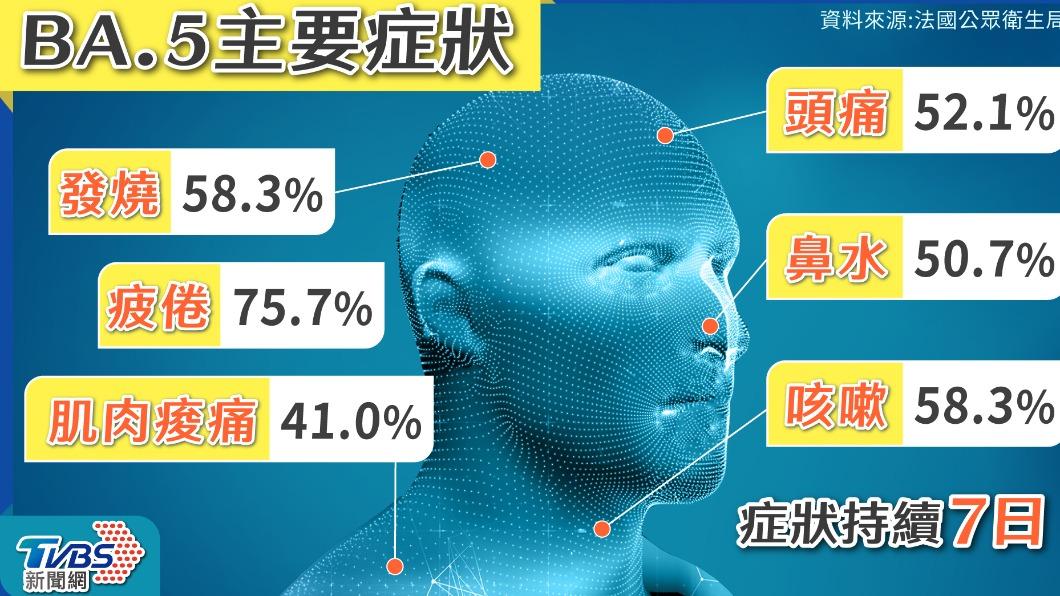 BA.5主要症狀
資料來源:法國公眾衛生局
發燒 58.3%
疲倦 75.7%
肌肉痠痛 41.0%
頭痛 52.1%
鼻水 50.7%
咳嗽 58.3%
症狀持續7日
TVBS
新聞網